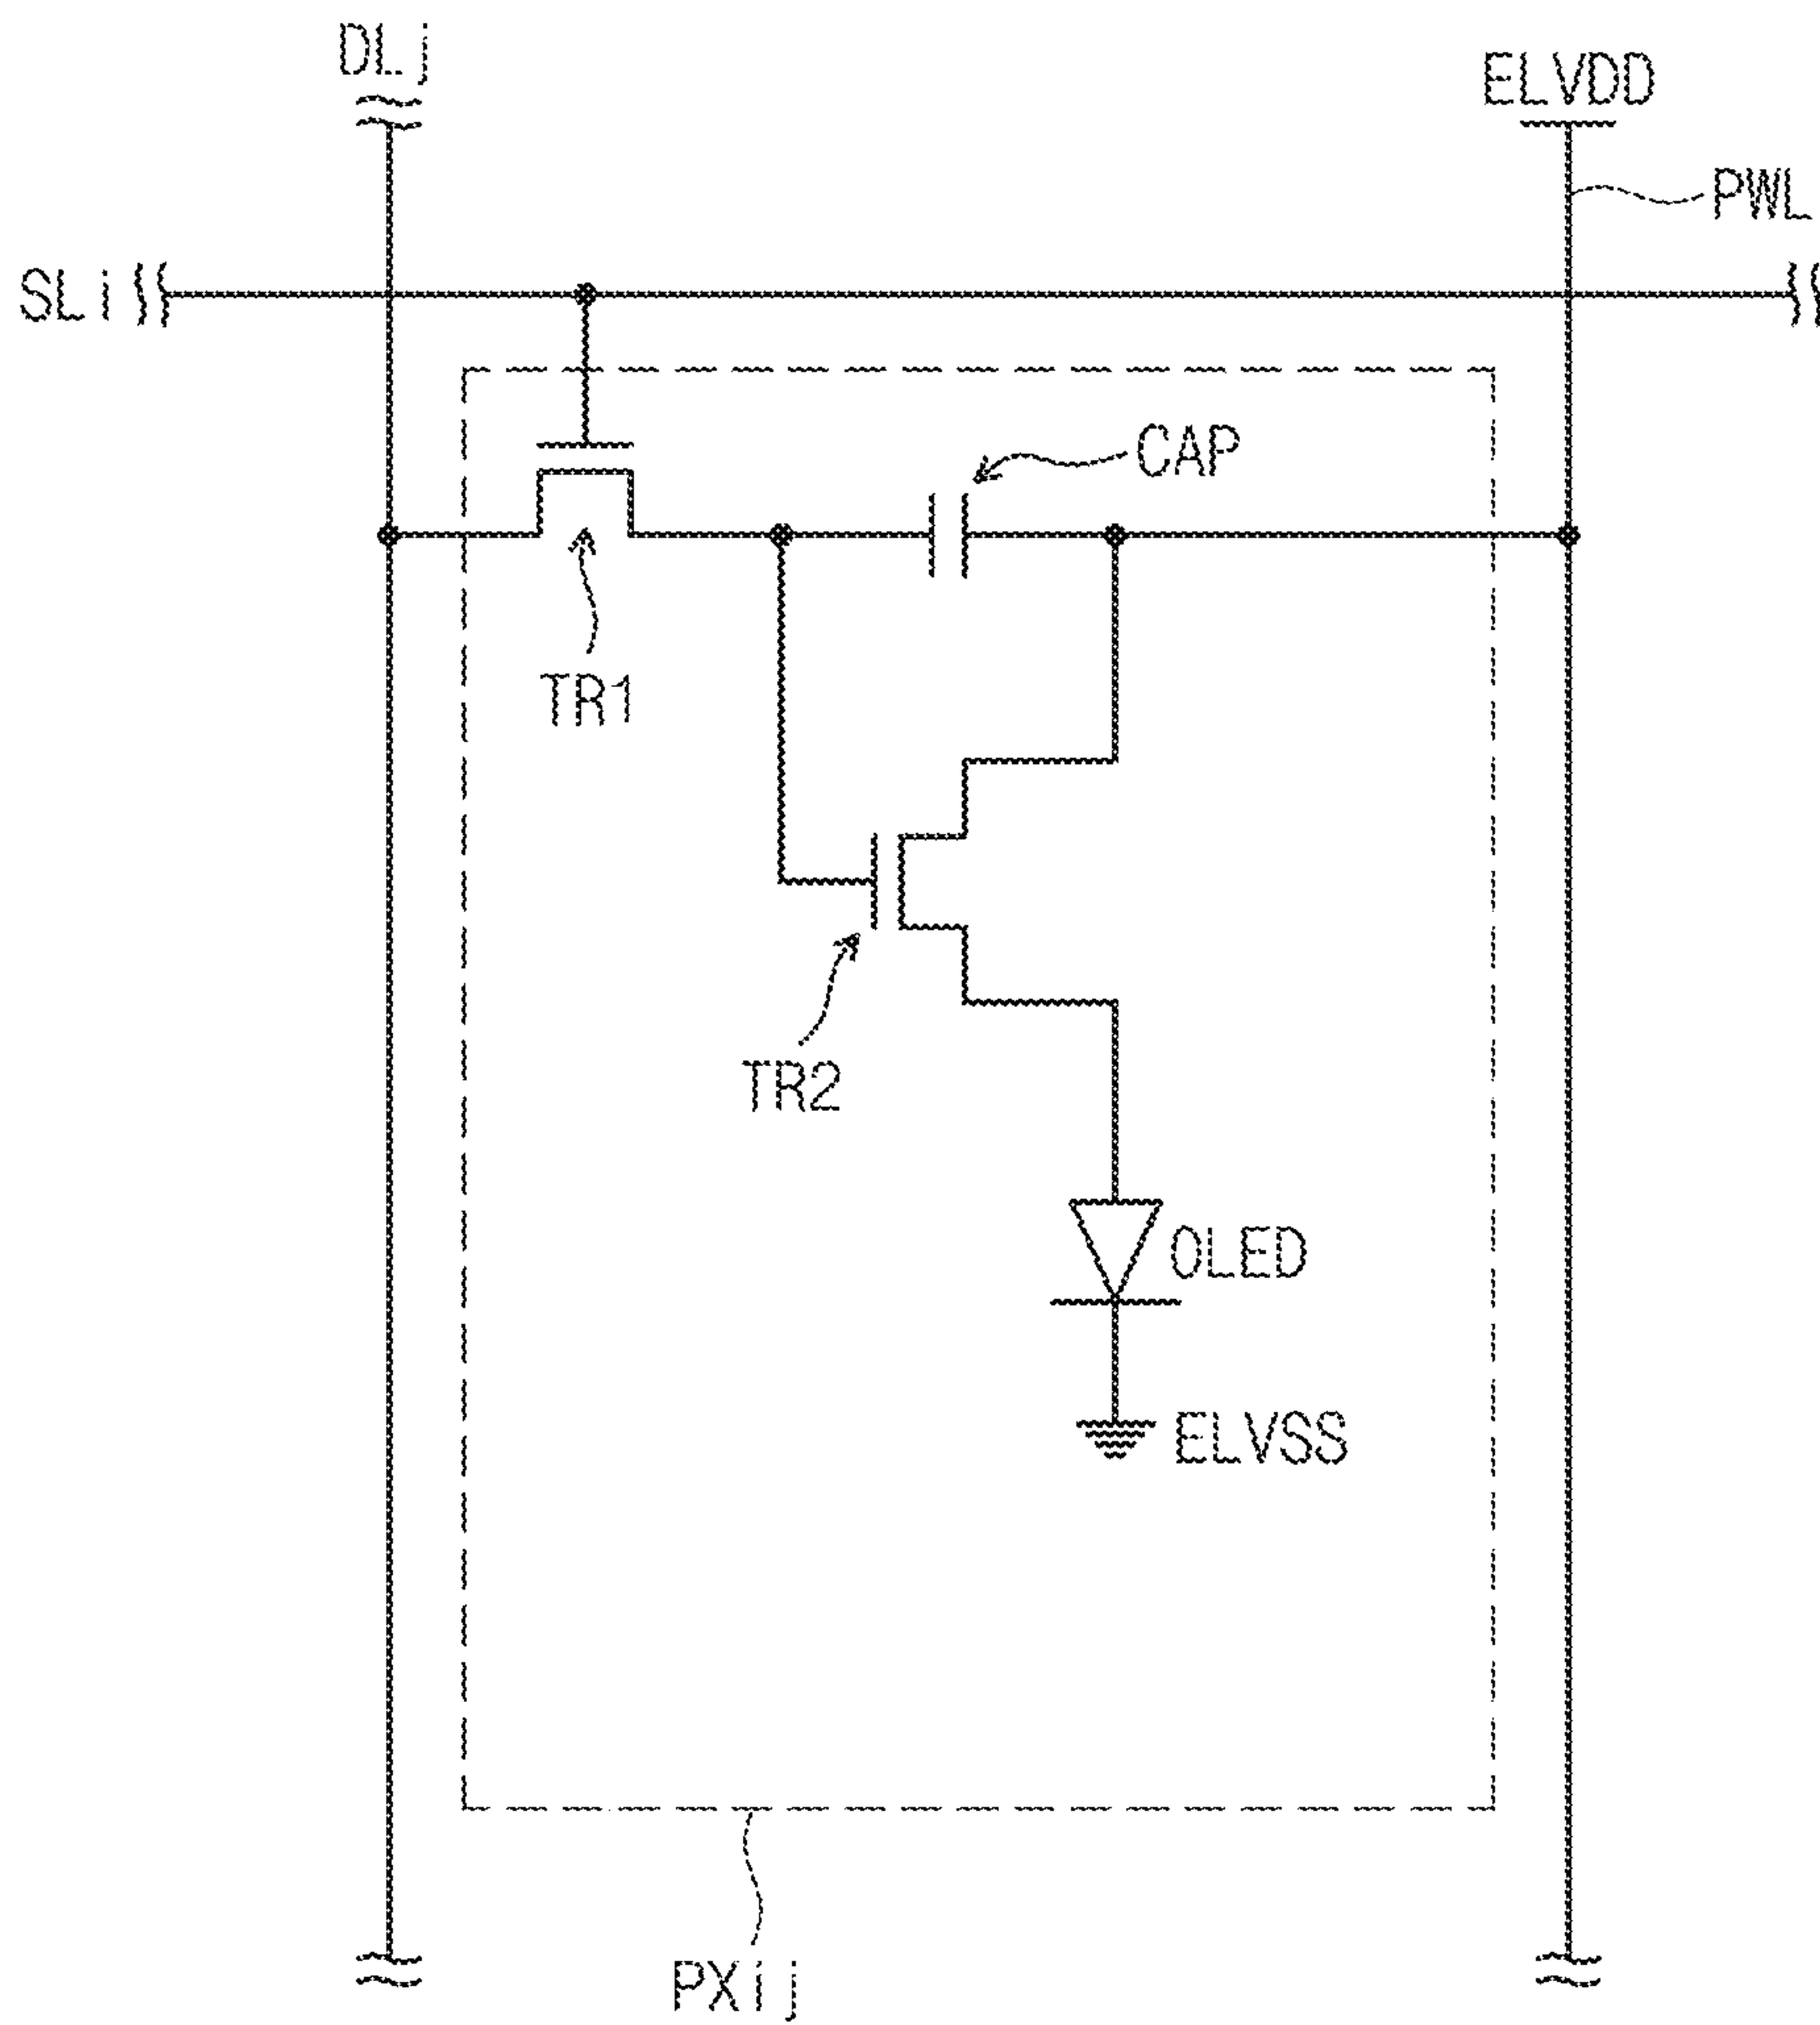 DLj
ELVDD
PWL
SLi
CAP
TR1
TR2
OLED
ELVSS
PXij